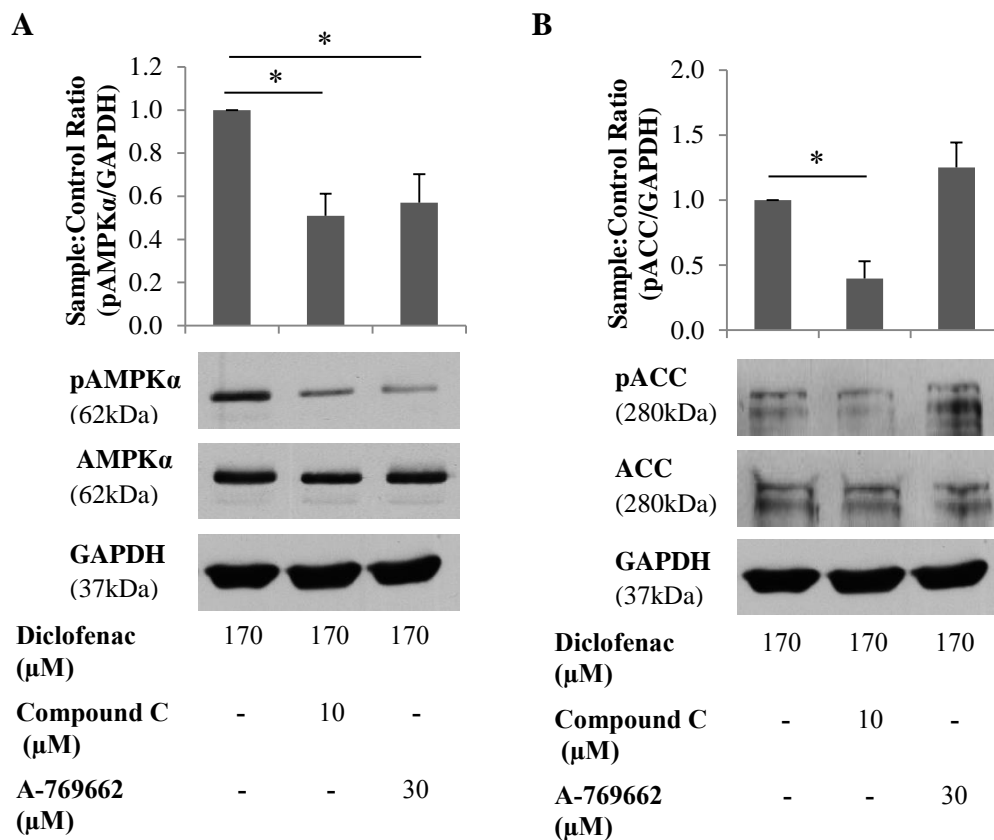 A
Sample:Control Ratio
(pAMPKα/GAPDH)
1.2
1.0
0.8
0.6
0.4
0.2
0.0
*
*
pAMPKα
(62kDa)
AMPKα
(62kDa)
GAPDH
(37kDa)
Diclofenac 170 170 170
(µM)
Compound C - 10 -
(µM)
A-769662 - - 30
(µM)
B
Sample:Control Ratio
(pACC/GAPDH)
2.0
1.5
1.0
0.5
0.0
*
pACC
(280kDa)
ACC
(280kDa)
GAPDH
(37kDa)
Diclofenac 170 170 170
(µM)
Compound C - 10 -
(µM)
A-769662 - - 30
(µM)